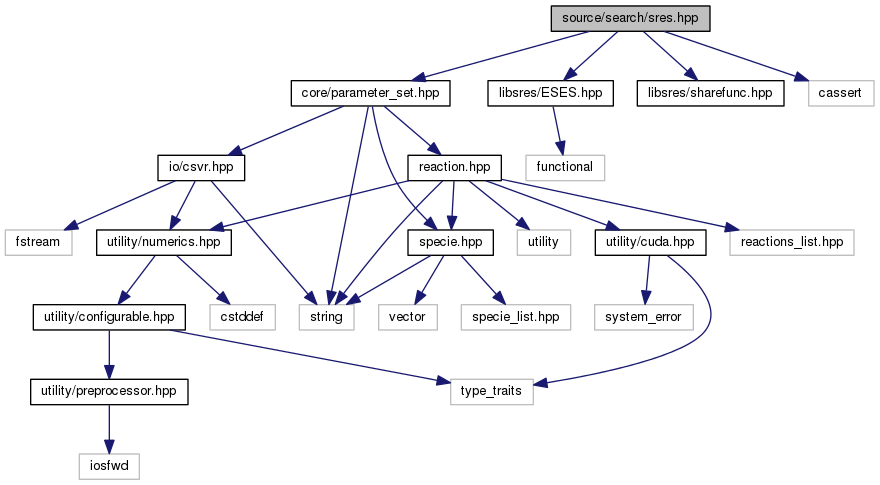 source/search/sres.hpp
core/parameter_set.hpp
libsres/ESES.hpp
libsres/sharefunc.hpp
cassert
io/csvr.hpp
reaction.hpp
functional
fstream
utility/numerics.hpp
specie.hpp
utility
utility/cuda.hpp
reactions_list.hpp
utility/configurable.hpp
cstddef
string
vector
specie_list.hpp
system_error
utility/preprocessor.hpp
type_traits
iosfwd